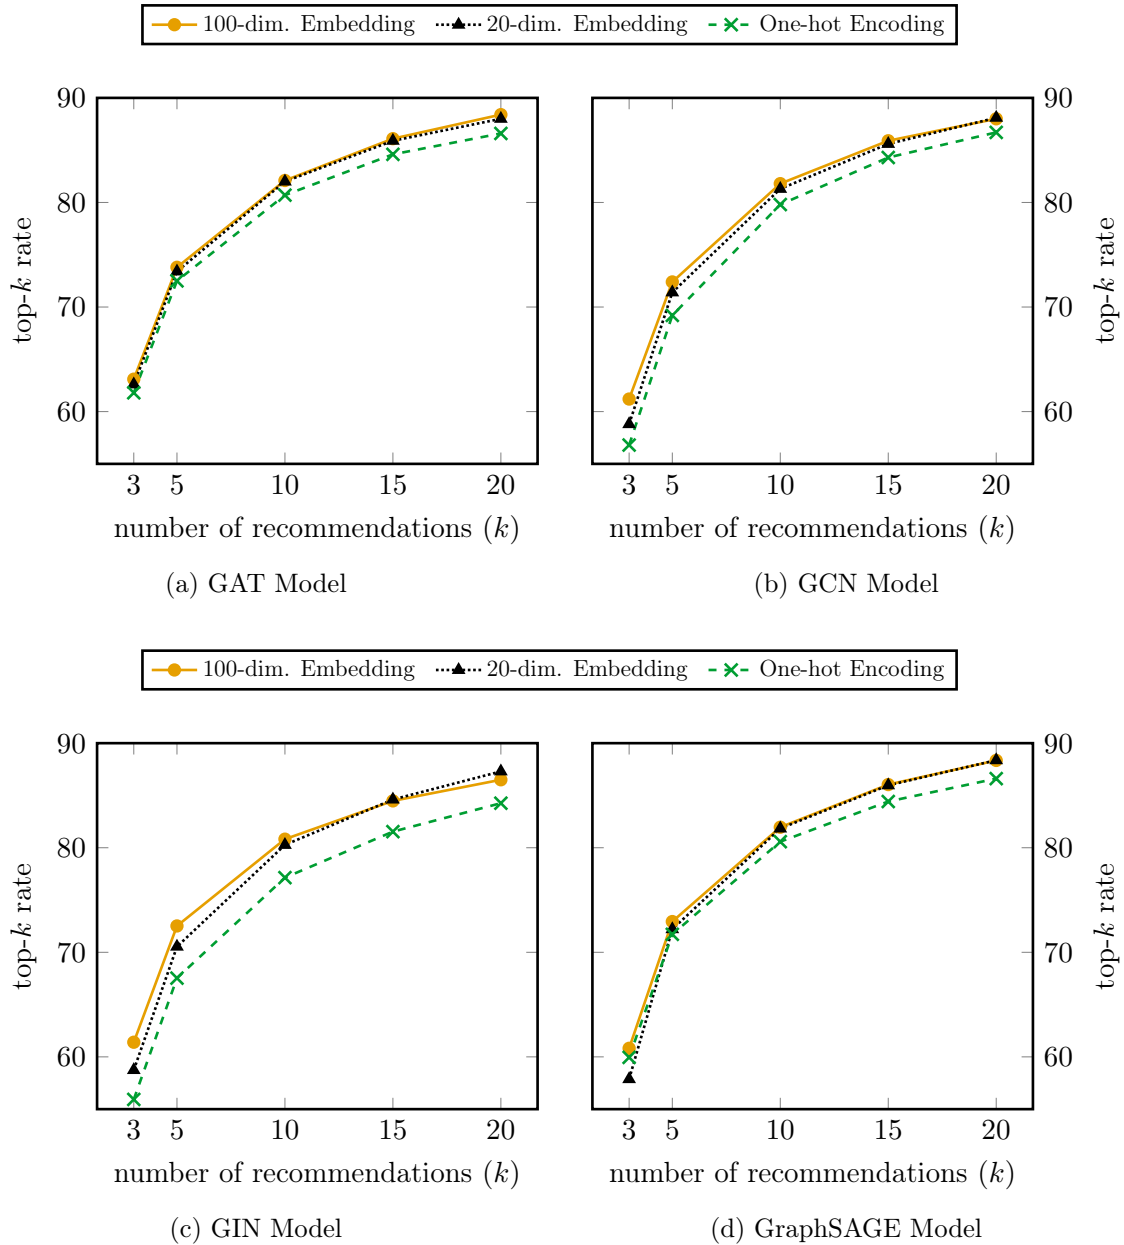 100-dim. Embedding 20-dim. Embedding One-hot Encoding
90
80
70
60
top-k rate
3 5 10 15 20
number of recommendations (k)
(a) GAT Model
90
80
70
60
top-k rate
3 5 10 15 20
number of recommendations (k)
(b) GCN Model
100-dim. Embedding 20-dim. Embedding One-hot Encoding
90
80
70
60
top-k rate
3 5 10 15 20
number of recommendations (k)
(c) GIN Model
90
80
70
60
top-k rate
3 5 10 15 20
number of recommendations (k)
(d) GraphSAGE Model